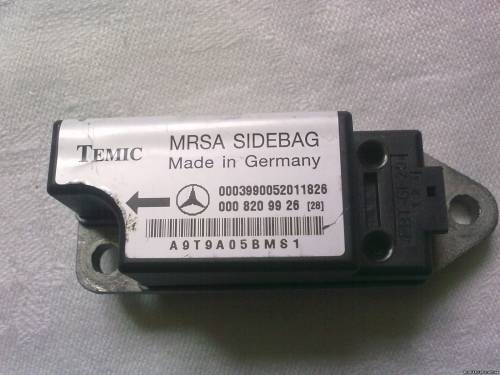 TEMIC
MRSA SIDEBAG
Made in Germany
0003990052011826
000 820 99 26 [28]
A9T9A05BMS1